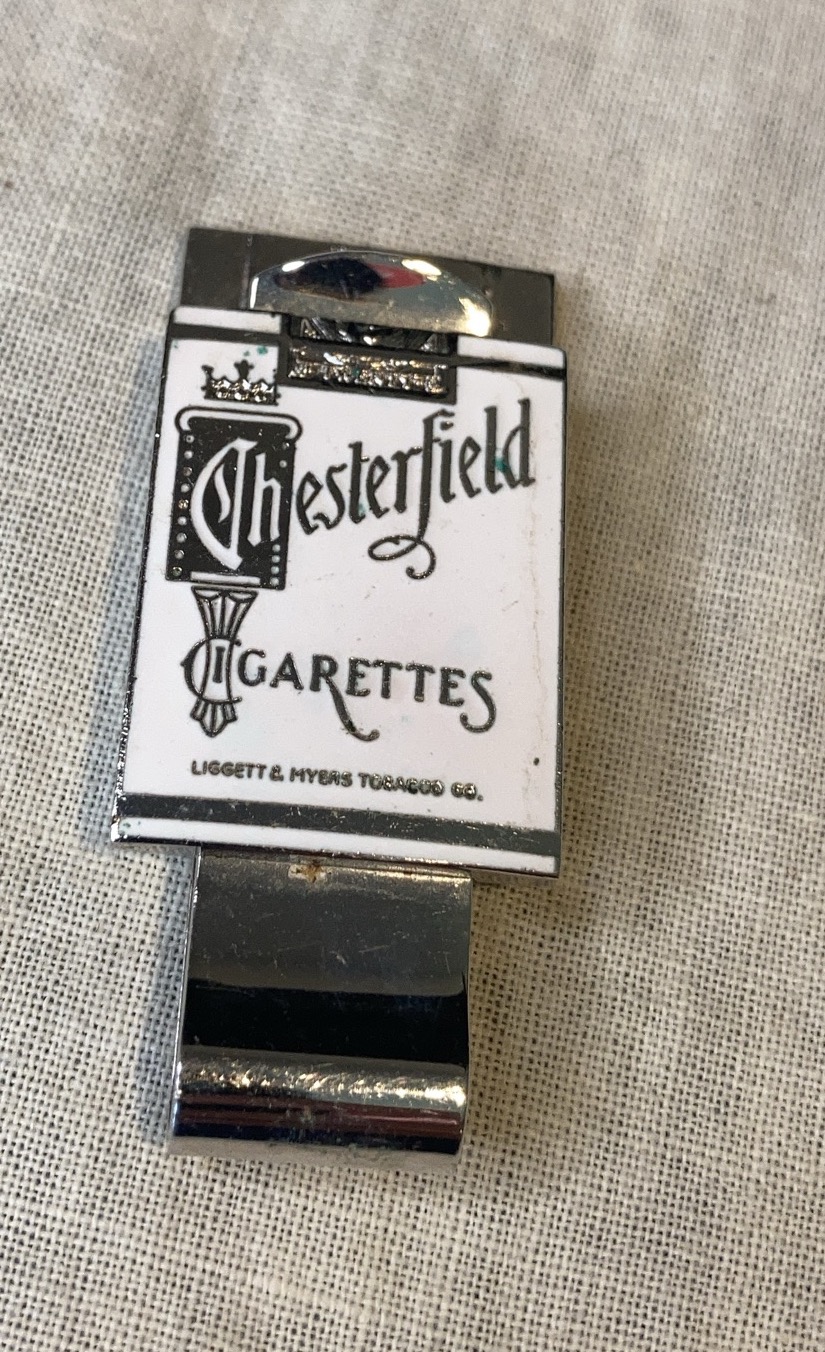 Chesterfield
CIGARETTES
LIGGETT & MYERS TOBACCO CO.